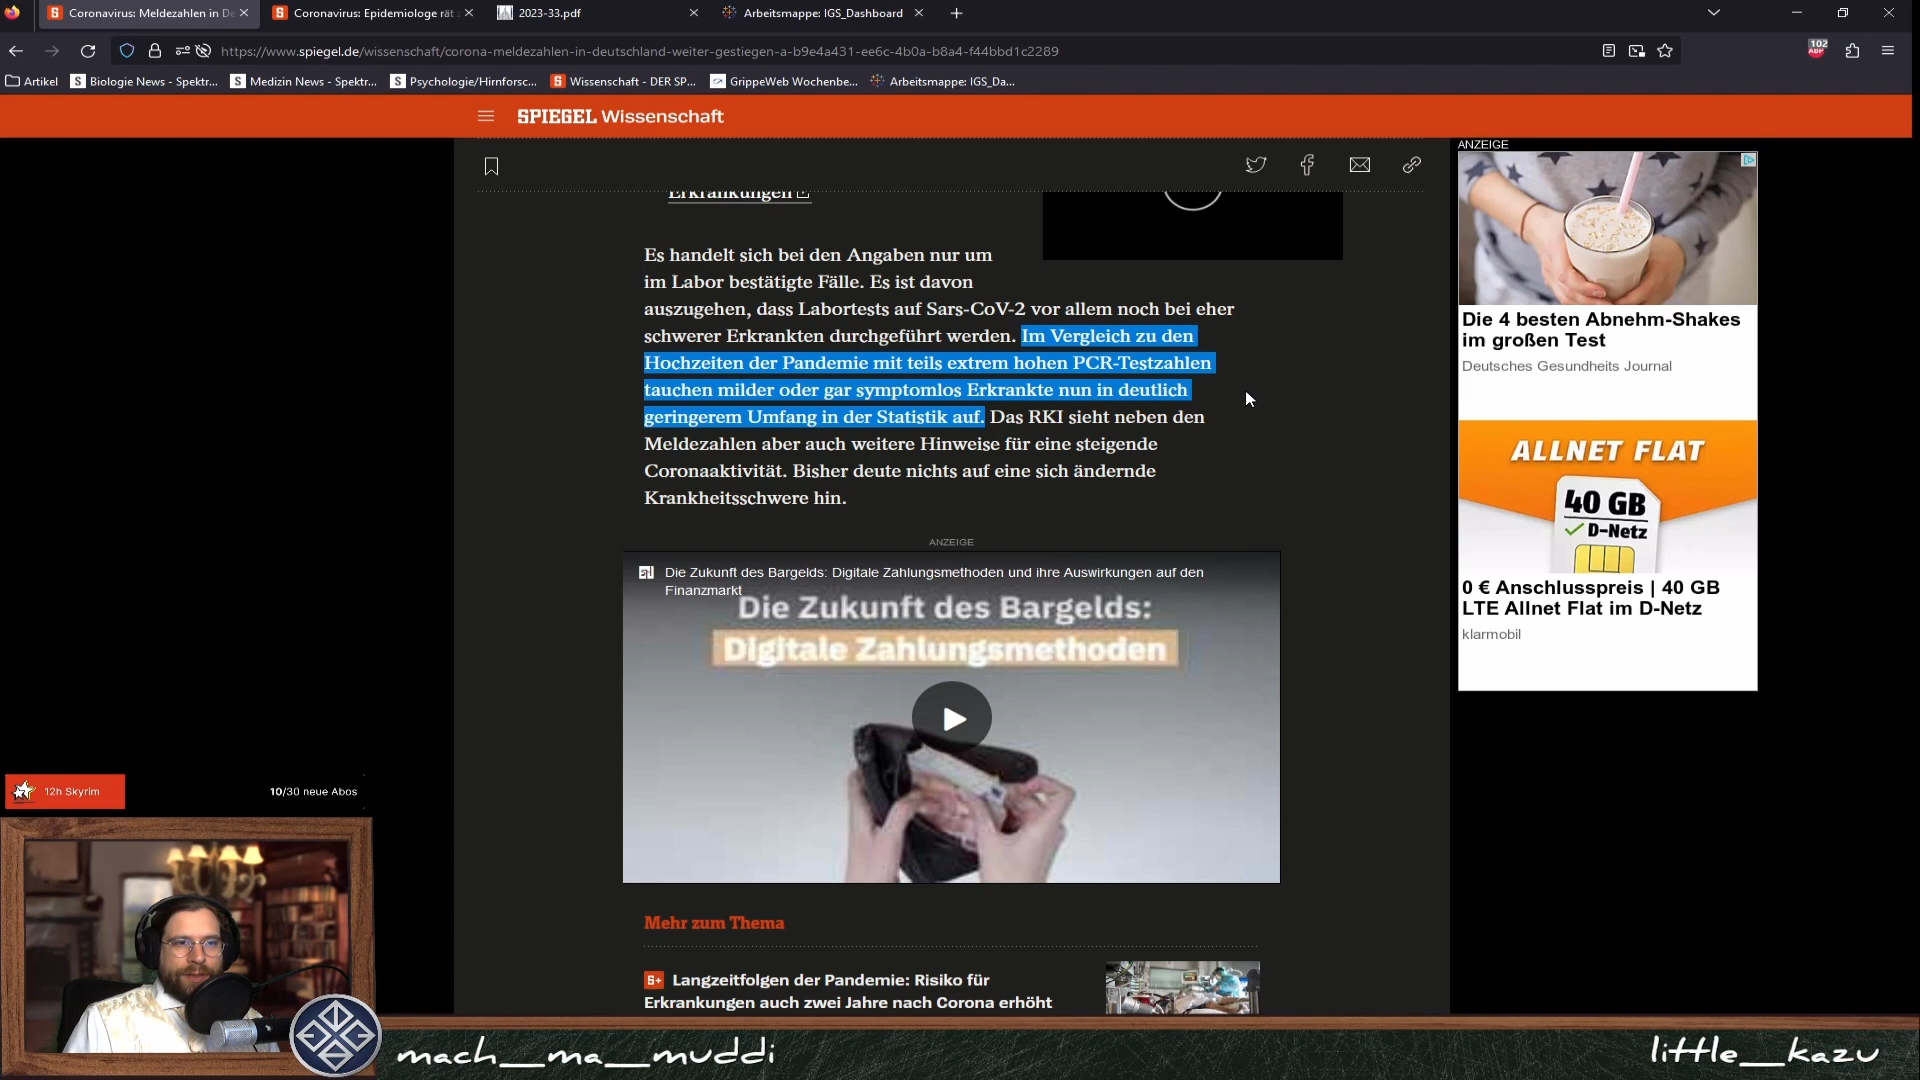 Coronavirus: Meldezahlen in De
Coronavirus: Epidemiologe rät z
2023-33.pdf
Arbeitsmappe: IGS_Dashboard
https://www.spiegel.de/wissenschaft/corona-meldezahlen-in-deutschland-weiter-gestiegen-a-b9e4a431-ee6c-4b0a-b8a4-f44bbd1c2289
102
ABP
Artikel
Biologie News - Spektr...
Medizin News - Spektr...
Psychologie/Hirnforsc...
Wissenschaft - DER SP...
GrippeWeb Wochenbe...
Arbeitsmappe: IGS_Da...
SPIEGEL Wissenschaft
Erkrankungen
Es handelt sich bei den Angaben nur um
im Labor bestätigte Fälle. Es ist davon
auszugehen, dass Labortests auf Sars-CoV-2 vor allem noch bei eher
schwerer Erkrankten durchgeführt werden. Im Vergleich zu den
Hochzeiten der Pandemie mit teils extrem hohen PCR-Testzahlen
tauchen milder oder gar symptomlos Erkrankte nun in deutlich
geringerem Umfang in der Statistik auf. Das RKI sieht neben den
Meldezahlen aber auch weitere Hinweise für eine steigende
Coronaaktivität. Bisher deute nichts auf eine sich ändernde
Krankheitsschwere hin.
ANZEIGE
Die Zukunft des Bargelds: Digitale Zahlungsmethoden und ihre Auswirkungen auf den
Finanzmarkt
Die Zukunft des Bargelds:
Digitale Zahlungsmethoden
Mehr zum Thema
S+ Langzeitfolgen der Pandemie: Risiko für
Erkrankungen auch zwei Jahre nach Corona erhöht
ANZEIGE
Die 4 besten Abnehm-Shakes
im großen Test
Deutsches Gesundheits Journal
ALLNET FLAT
40 GB
D-Netz
0 € Anschlusspreis | 40 GB
LTE Allnet Flat im D-Netz
klarmobil
12h Skyrim
10/30 neue Abos
mach__ma__muddi
little__kazu